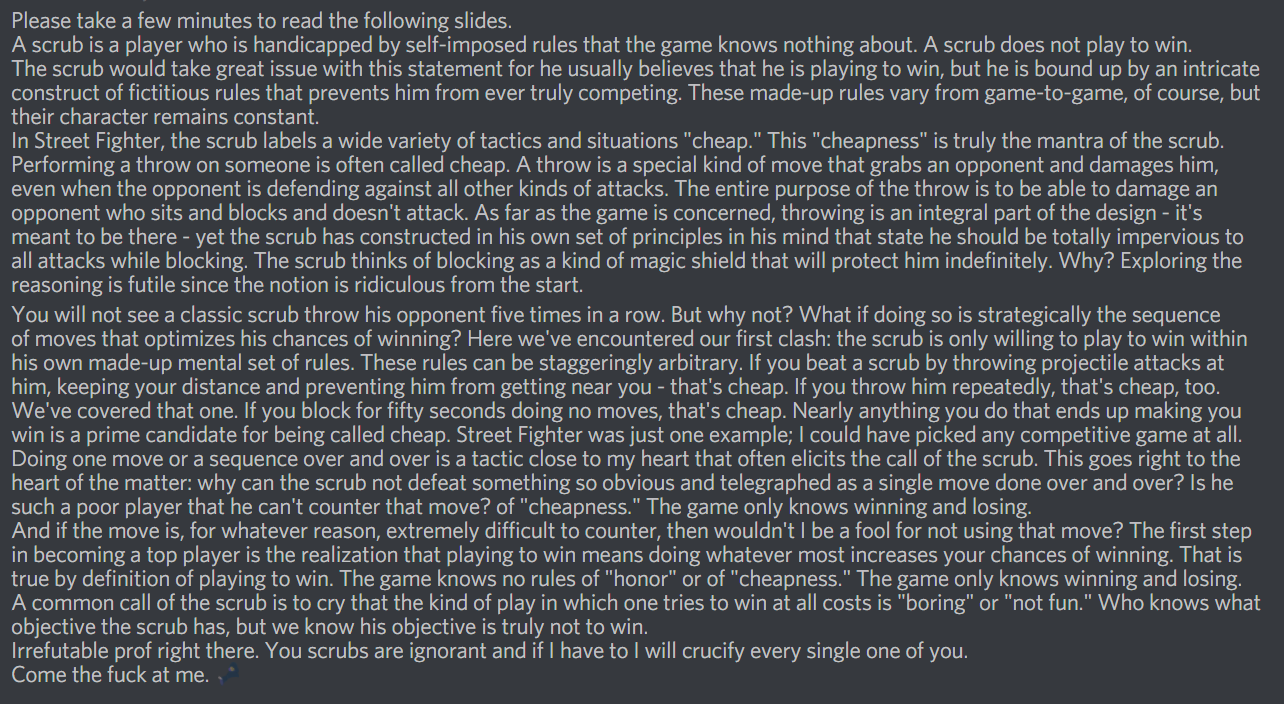 Please take a few minutes to read the following slides.
A scrub is a player who is handicapped by self-imposed rules that the game knows nothing about. A scrub does not play to win.
The scrub would take great issue with this statement for he usually believes that he is playing to win, but he is bound up by an intricate
construct of fictitious rules that prevents him from ever truly competing. These made-up rules vary from game-to-game, of course, but
their character remains constant.
In Street Fighter, the scrub labels a wide variety of tactics and situations "cheap." This "cheapness" is truly the mantra of the scrub.
Performing a throw on someone is often called cheap. A throw is a special kind of move that grabs an opponent and damages him,
even when the opponent is defending against all other kinds of attacks. The entire purpose of the throw is to be able to damage an
opponent who sits and blocks and doesn't attack. As far as the game is concerned, throwing is an integral part of the design - it's
meant to be there - yet the scrub has constructed in his own set of principles in his mind that state he should be totally impervious to
all attacks while blocking. The scrub thinks of blocking as a kind of magic shield that will protect him indefinitely. Why? Exploring the
reasoning is futile since the notion is ridiculous from the start.
You will not see a classic scrub throw his opponent five times in a row. But why not? What if doing so is strategically the sequence
of moves that optimizes his chances of winning? Here we've encountered our first clash: the scrub is only willing to play to win within
his own made-up mental set of rules. These rules can be staggeringly arbitrary. If you beat a scrub by throwing projectile attacks at
him, keeping your distance and preventing him from getting near you - that's cheap. If you throw him repeatedly, that's cheap, too.
We've covered that one. If you block for fifty seconds doing no moves, that's cheap. Nearly anything you do that ends up making you
win is a prime candidate for being called cheap. Street Fighter was just one example; I could have picked any competitive game at all.
Doing one move or a sequence over and over is a tactic close to my heart that often elicits the call of the scrub. This goes right to the
heart of the matter: why can the scrub not defeat something so obvious and telegraphed as a single move done over and over? Is he
such a poor player that he can't counter that move? of "cheapness." The game only knows winning and losing.
And if the move is, for whatever reason, extremely difficult to counter, then wouldn't I be a fool for not using that move? The first step
in becoming a top player is the realization that playing to win means doing whatever most increases your chances of winning. That is
true by definition of playing to win. The game knows no rules of "honor" or of "cheapness." The game only knows winning and losing.
A common call of the scrub is to cry that the kind of play in which one tries to win at all costs is "boring" or "not fun." Who knows what
objective the scrub has, but we know his objective is truly not to win.
Irrefutable prof right there. You scrubs are ignorant and if I have to I will crucify every single one of you.
Come the fuck at me.